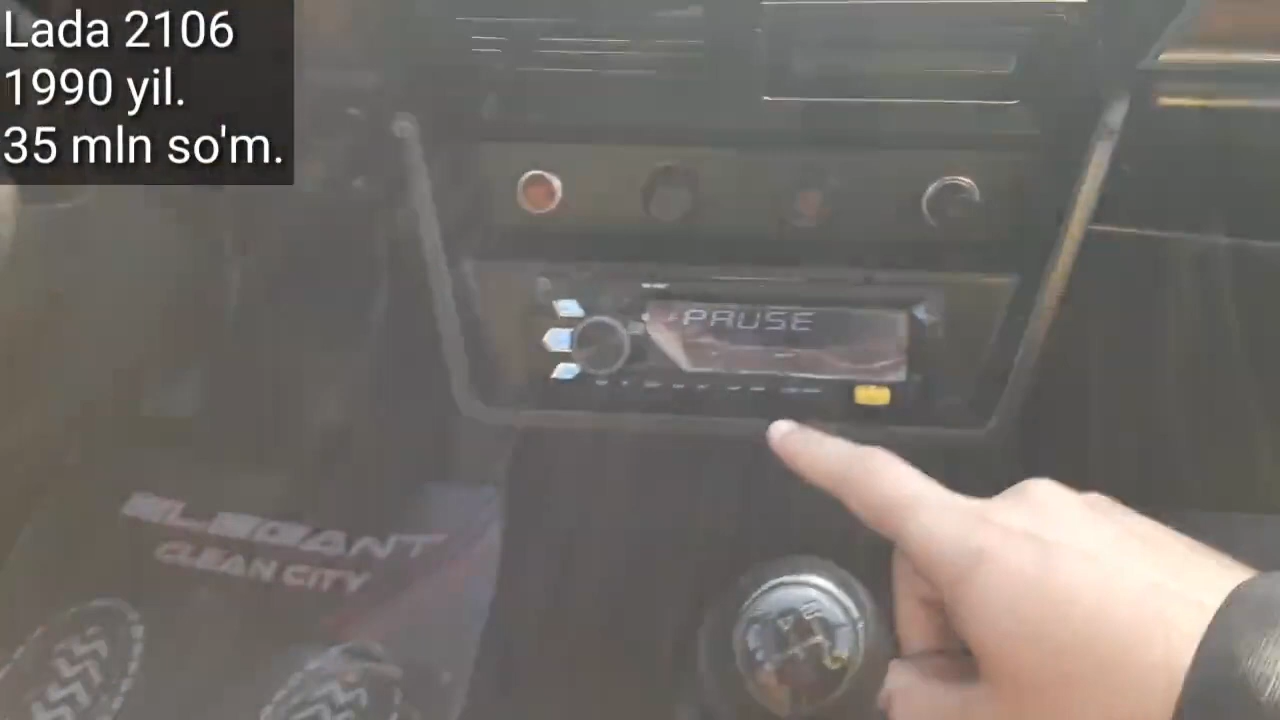 Lada 2106
1990 yil.
35 mln so'm.
PAUSE
ELEGANT
CLEAN CITY